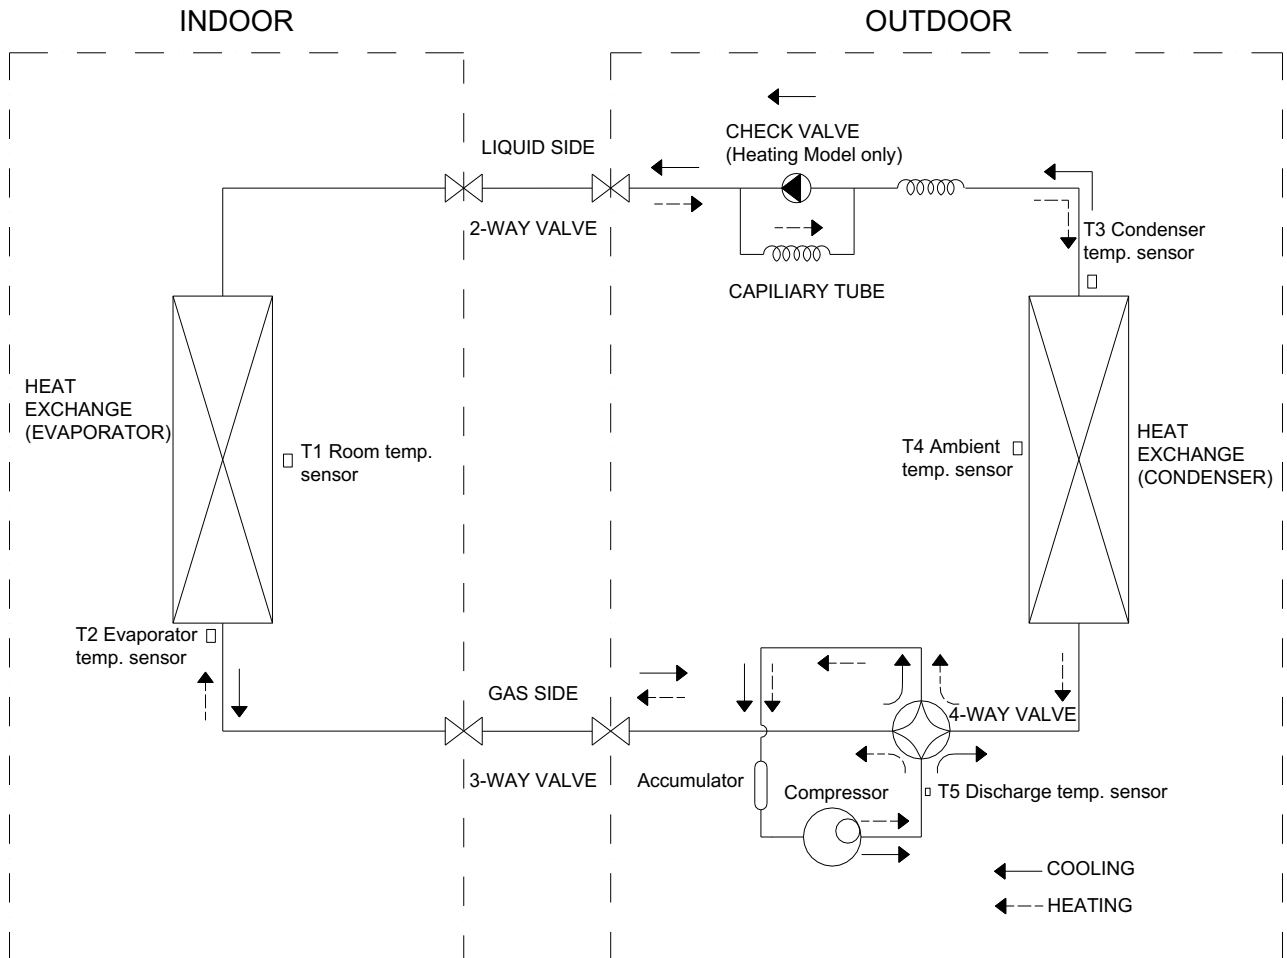 INDOOR
OUTDOOR
CHECK VALVE
(Heating Model only)
LIQUID SIDE
2-WAY VALVE
T3 Condenser
temp. sensor
CAPILIARY TUBE
HEAT
EXCHANGE
(EVAPORATOR)
T1 Room temp.
sensor
T4 Ambient
temp. sensor
HEAT
EXCHANGE
(CONDENSER)
T2 Evaporator
temp. sensor
GAS SIDE
4-WAY VALVE
3-WAY VALVE
Accumulator
Compressor
T5 Discharge temp. sensor
COOLING
HEATING